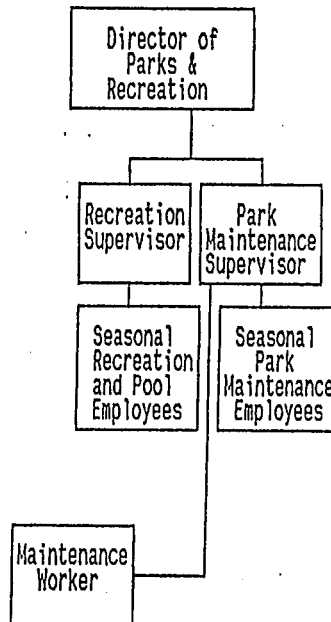 Director of
Parks &
Recreation
Recreation
Supervisor
Park
Maintenance
Supervisor
Seasonal
Recreation
and Pool
Employees
Seasonal
Park
Maintenance
Employees
Maintenance
Worker